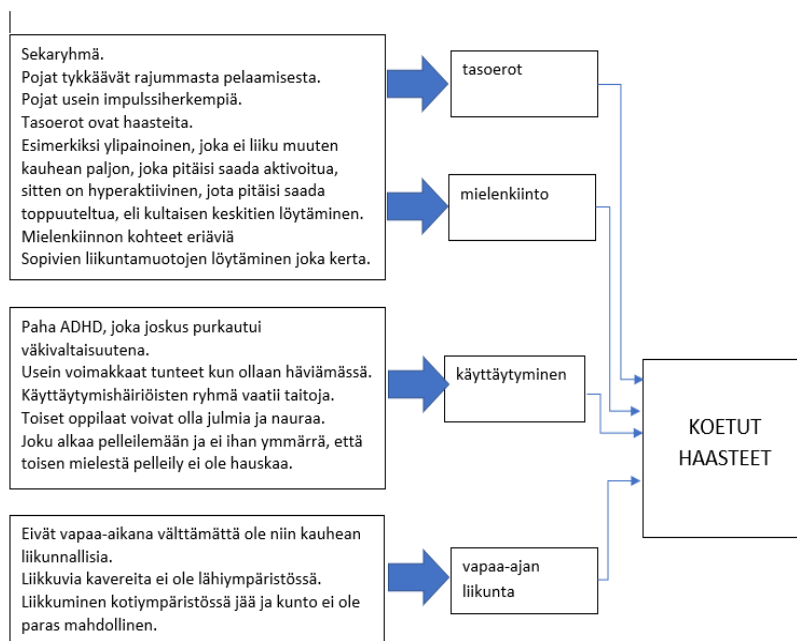 Sekaryhmä.
Pojat tykkäävät rajummasta pelaamisesta.
Pojat usein impulssiherkempiä.
Tasoerot ovat haasteita.
Esimerkiksi ylipainoinen, joka ei liiku muuten
kauhean paljon, joka pitäisi saada aktivoitua,
sitten on hyperaktiivinen, jota pitäisi saada
toppuuteltua, eli kultaisen keskitien löytäminen.
Mielenkiinnon kohteet eriäviä
Sopivien liikuntamuotojen löytäminen joka kerta.
tasoerot
mielenkiinto
Paha ADHD, joka joskus purkautui
väkivaltaisuutena.
Usein voimakkaat tunteet kun ollaan häviämässä.
Käyttäytymishäiriöisten ryhmä vaatii taitoja.
Toiset oppilaat voivat olla julmia ja nauraa.
Joku alkaa pelleilemään ja ei ihan ymmärrä, että
toisen mielestä pelleily ei ole hauskaa.
käyttäytyminen
Eivät vapaa-aikana välttämättä ole niin kauhean
liikunnallisia.
Liikkuvia kavereita ei ole lähiympäristössä.
Liikkuminen kotiympäristössä jää ja kunto ei ole
paras mahdollinen.
vapaa-ajan
liikunta
KOETUT
HAASTEET